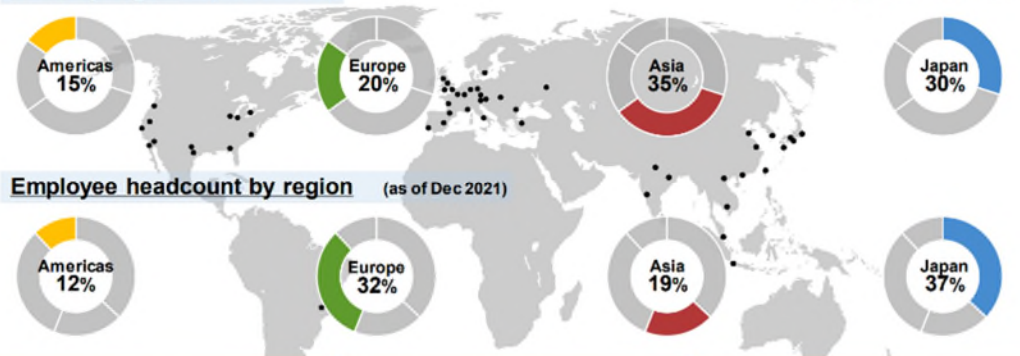 Americas
15%
Europe
20%
Asia
35%
Japan
30%
Employee headcount by region (as of Dec 2021)
Americas
12%
Europe
32%
Asia
19%
Japan
37%